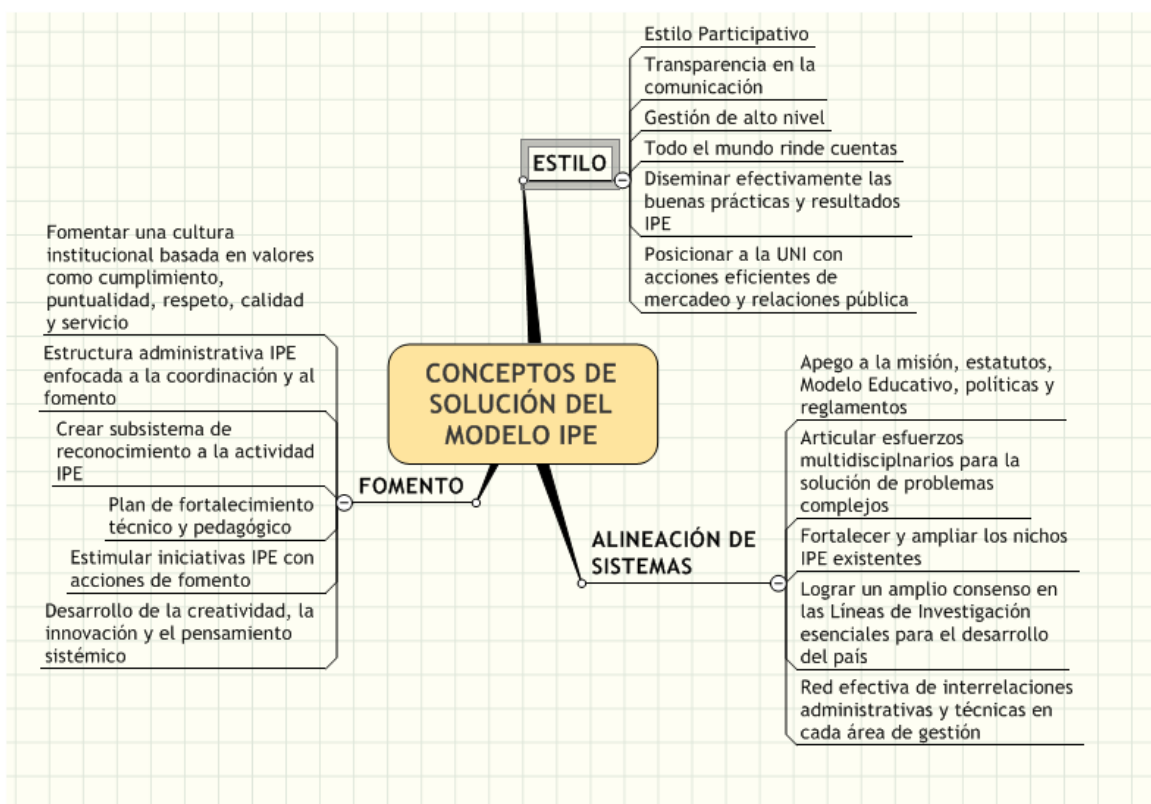 Estilo Participativo
Transparencia en la
comunicación
Gestión de alto nivel
Todo el mundo rinde cuentas
Diseminar efectivamente las
buenas prácticas y resultados
IPE
Posicionar a la UNI con
acciones eficientes de
mercadeo y relaciones pública
ESTILO
CONCEPTOS DE
SOLUCIÓN DEL
MODELO IPE
Fomentar una cultura
institucional basada en valores
como cumplimiento,
puntualidad, respeto, calidad
y servicio
Estructura administrativa IPE
enfocada a la coordinación y al
fomento
Crear subsistema de
reconocimiento a la actividad
IPE
Plan de fortalecimiento
técnico y pedagógico
Estimular iniciativas IPE con
acciones de fomento
Desarrollo de la creatividad, la
innovación y el pensamiento
sistémico
FOMENTO
ALINEACIÓN DE
SISTEMAS
Apego a la misión, estatutos,
Modelo Educativo, políticas y
reglamentos
Articular esfuerzos
multidisciplnarios para la
solución de problemas
complejos
Fortalecer y ampliar los nichos
IPE existentes
Lograr un amplio consenso en
las Líneas de Investigación
esenciales para el desarrollo
del país
Red efectiva de interrelaciones
administrativas y técnicas en
cada área de gestión